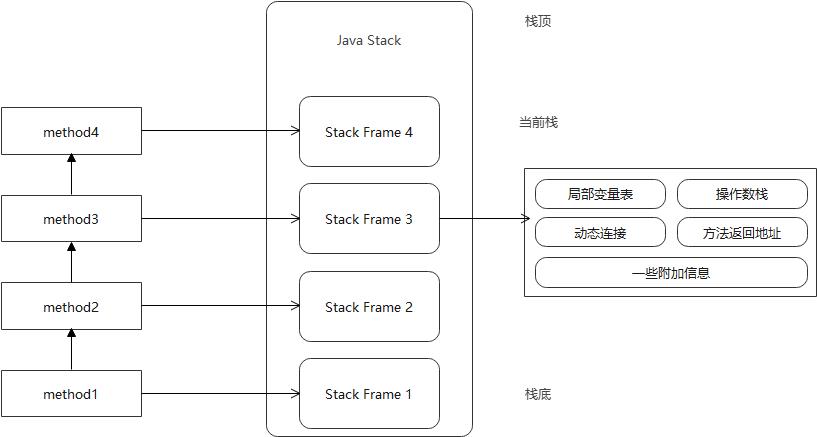 栈顶
Java Stack
method4
Stack Frame 4
当前栈
method3
Stack Frame 3
局部变量表
操作数栈
动态连接
方法返回地址
一些附加信息
method2
Stack Frame 2
method1
Stack Frame 1
栈底